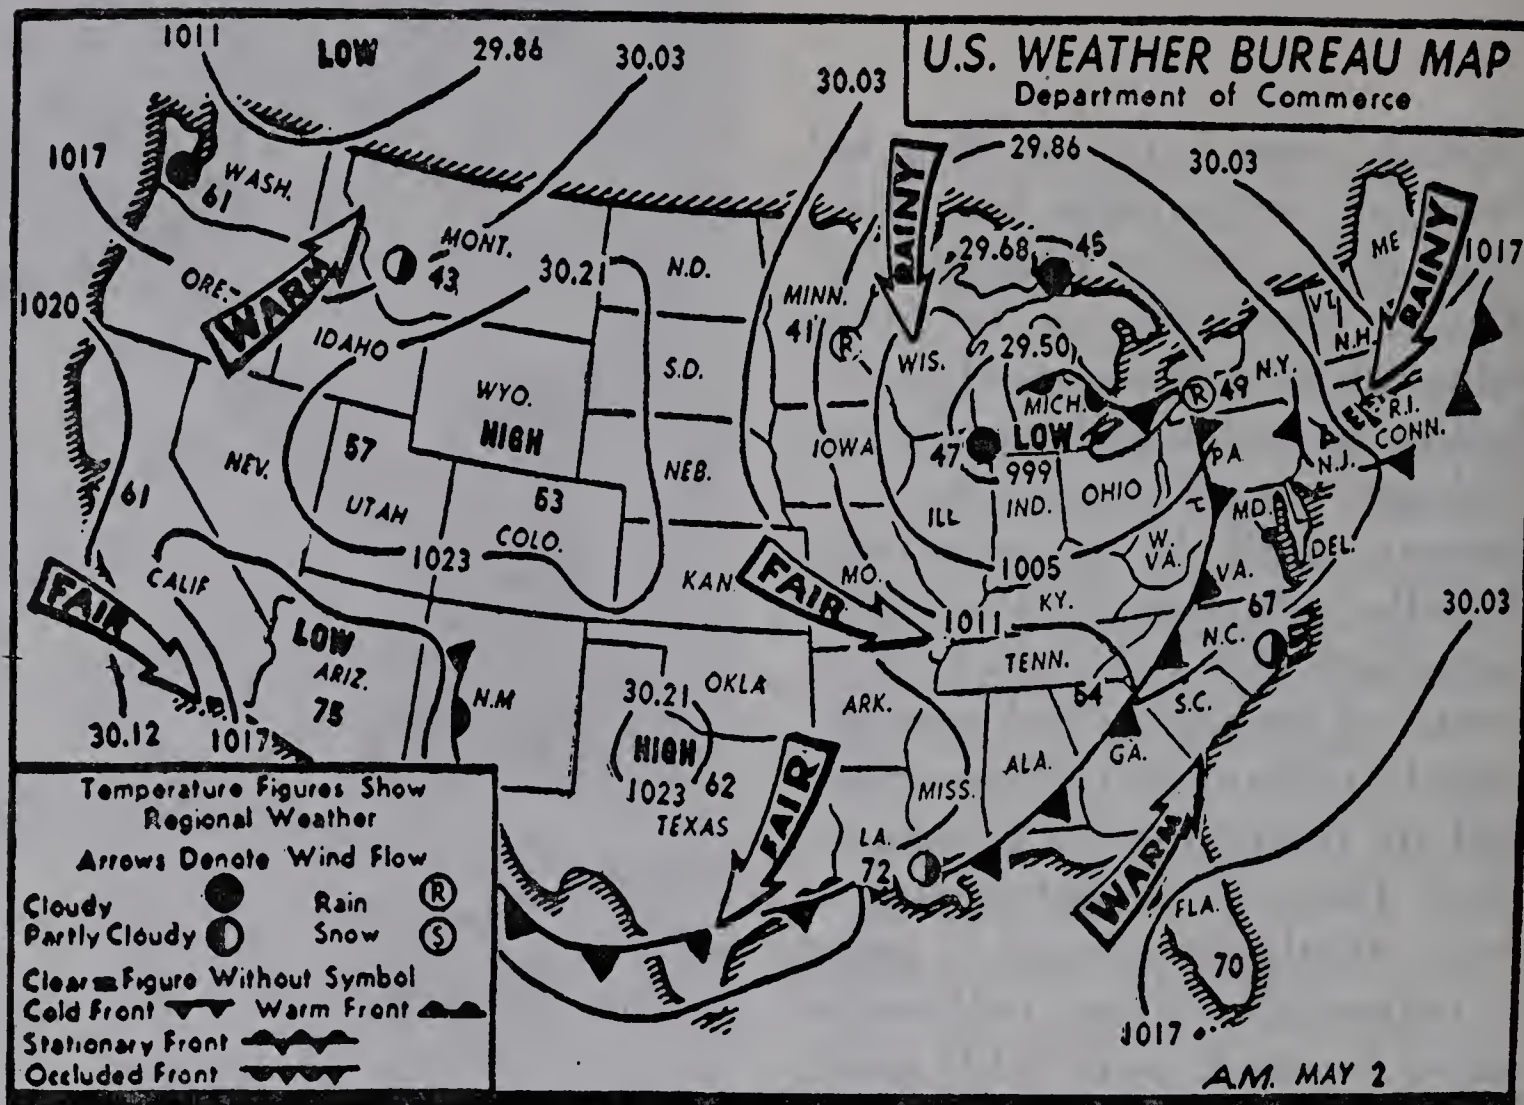 U.S. WEATHER BUREAU MAP
Department of Commerce
1011
LOW
29.86
30.03
30.03
29.86
30.03
1017
WASH.
61
RAINY
RAINY
ME
1017
MONT.
43
30.21
N.D.
MINN.
41
R
29.68
45
VT.
N.H.
ORE.
WARM
1020
IDAHO
WYO.
HIGH
S.D.
WIS.
29.50
MICH.
R
49
N.Y.
R.I.
CONN.
NEV.
57
UTAH
53
COLO.
NEB.
IOWA
47
LOW
999
ILL
IND.
OHIO
PA
N.J.
MD.
DEL.
61
1023
KAN
MO.
FAIR
1005
W.
VA.
VA.
67
CALIF
FAIR
LOW
ARIZ.
75
N.M
KY.
1011
TENN.
N.C.
30.03
30.12
1017
30.21
OKLA
HIGH
1023
62
TEXAS
FAIR
ARK.
64
S.C.
MISS.
ALA.
GA.
LA.
72
WARM
FLA.
70
1017
A.M. MAY 2
Temperature Figures Show
Regional Weather
Arrows Denote Wind Flow
Cloudy Rain R
Partly Cloudy Snow S
Clear = Figure Without Symbol
Cold Front Warm Front
Stationary Front
Occluded Front